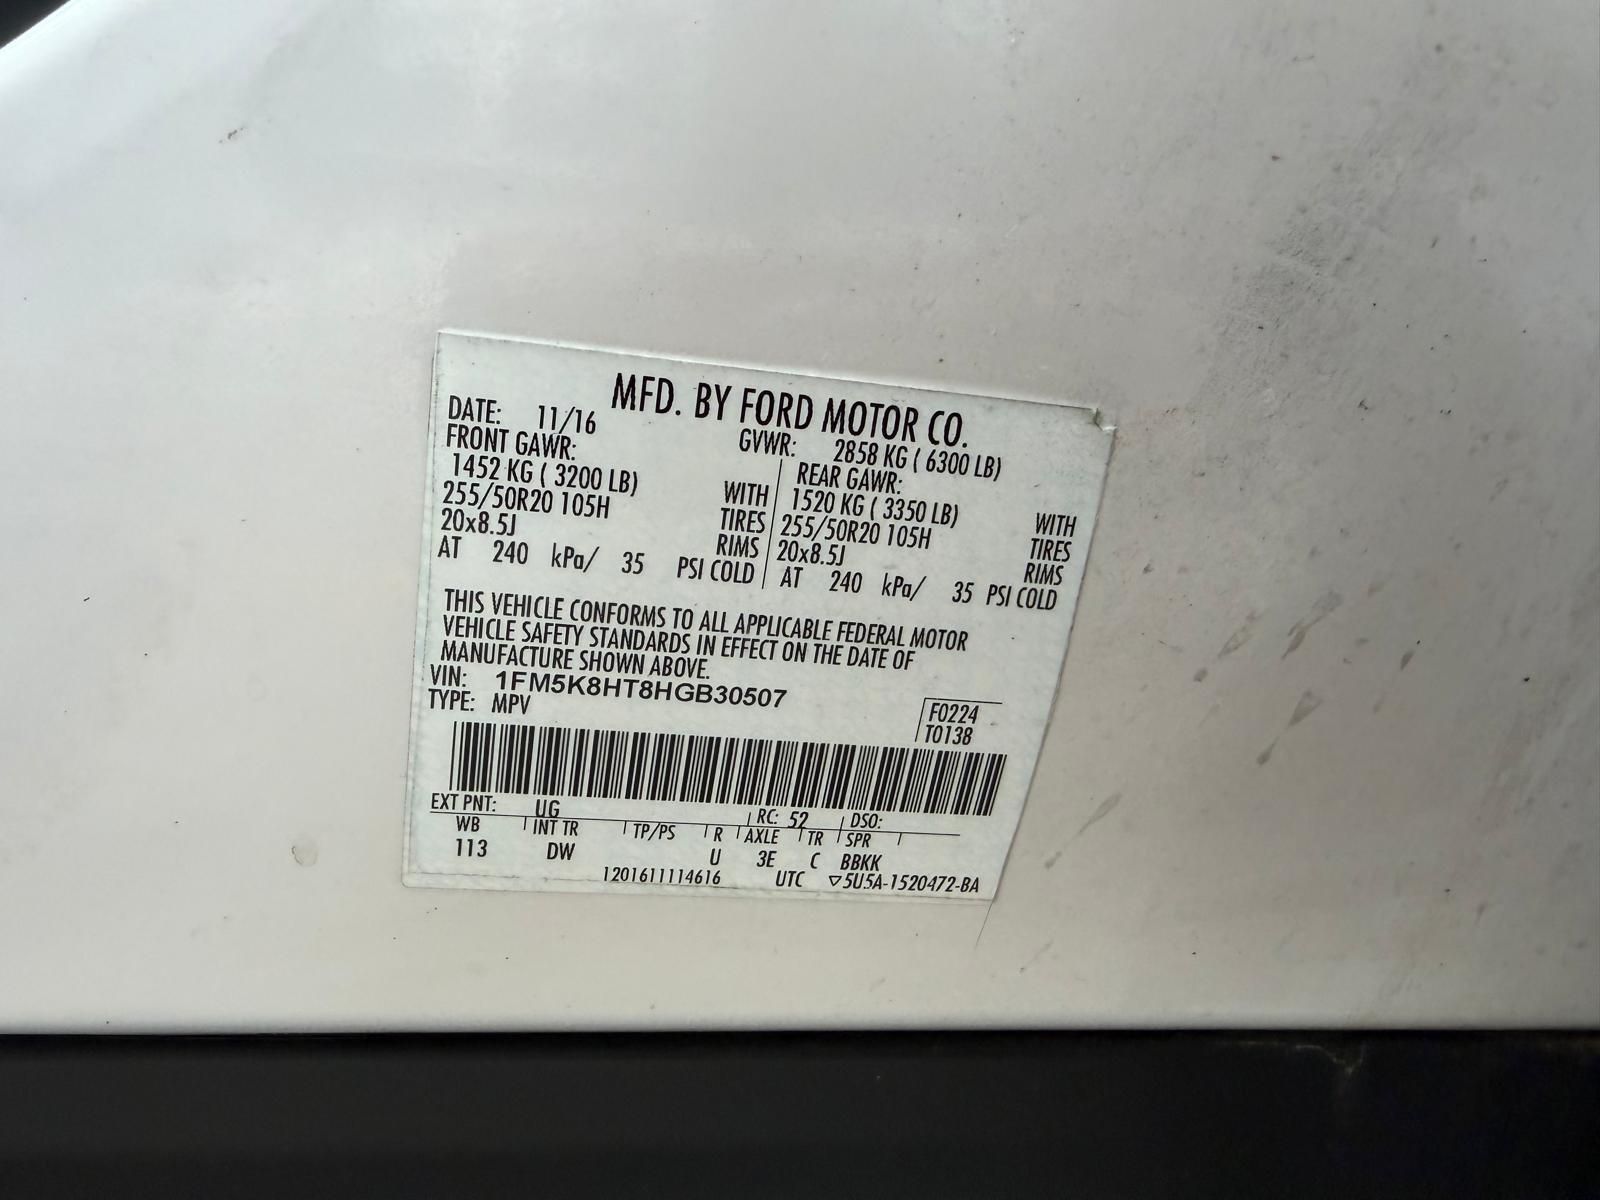 MFD. BY FORD MOTOR CO.
DATE: 11/16 GVWR: 2858 KG ( 6300 LB)
FRONT GAWR: REAR GAWR:
1452 KG ( 3200 LB) WITH 1520 KG ( 3350 LB) WITH
255/50R20 105H TIRES 255/50R20 105H TIRES
20x8.5J RIMS 20x8.5J RIMS
AT 240 kPa/ 35 PSI COLD AT 240 kPa/ 35 PSI COLD
THIS VEHICLE CONFORMS TO ALL APPLICABLE FEDERAL MOTOR
VEHICLE SAFETY STANDARDS IN EFFECT ON THE DATE OF
MANUFACTURE SHOWN ABOVE.
VIN: 1FM5K8HT8HGB30507
TYPE: MPV F0224
T0138
EXT PNT: UG RC: 52 DSO:
WB INT TR TP/PS R AXLE TR SPR
113 DW U 3E C BBKK
1201611114616 UTC ▽5U5A-1520472-BA